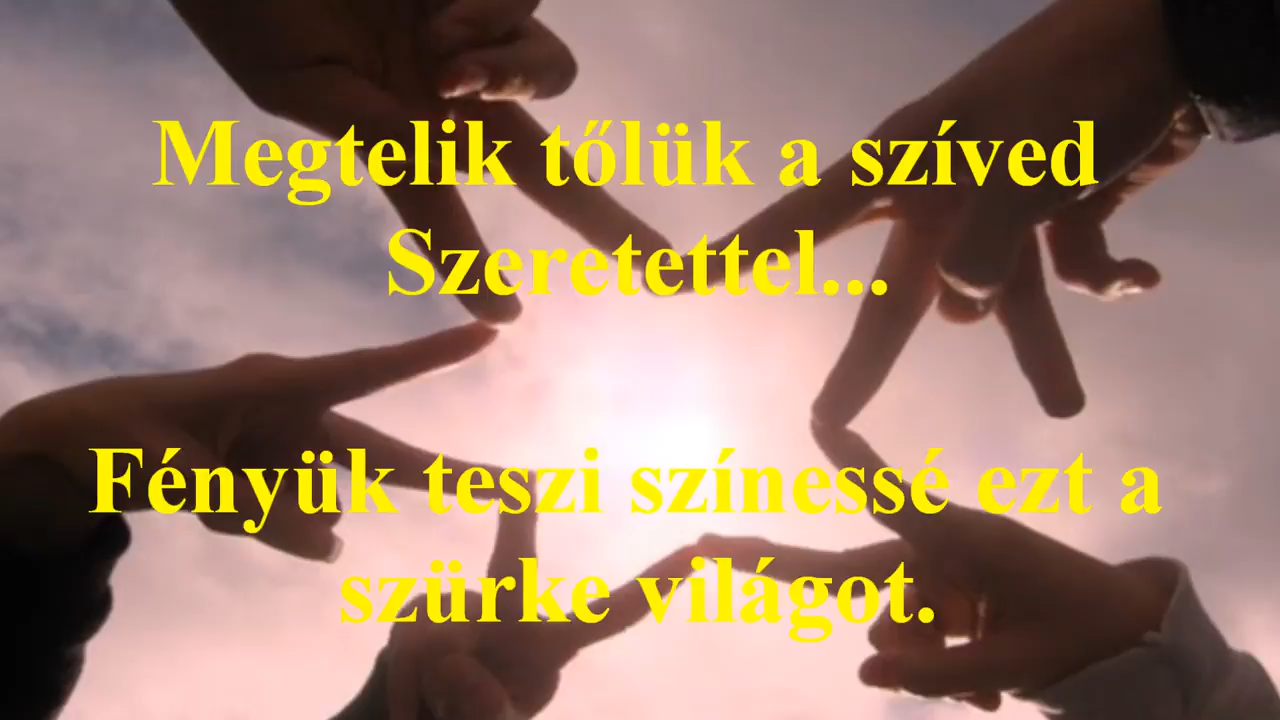 Megtelik tőlük a szíved
Szeretettel...
Fényük teszi színessé ezt a
szürke világot.